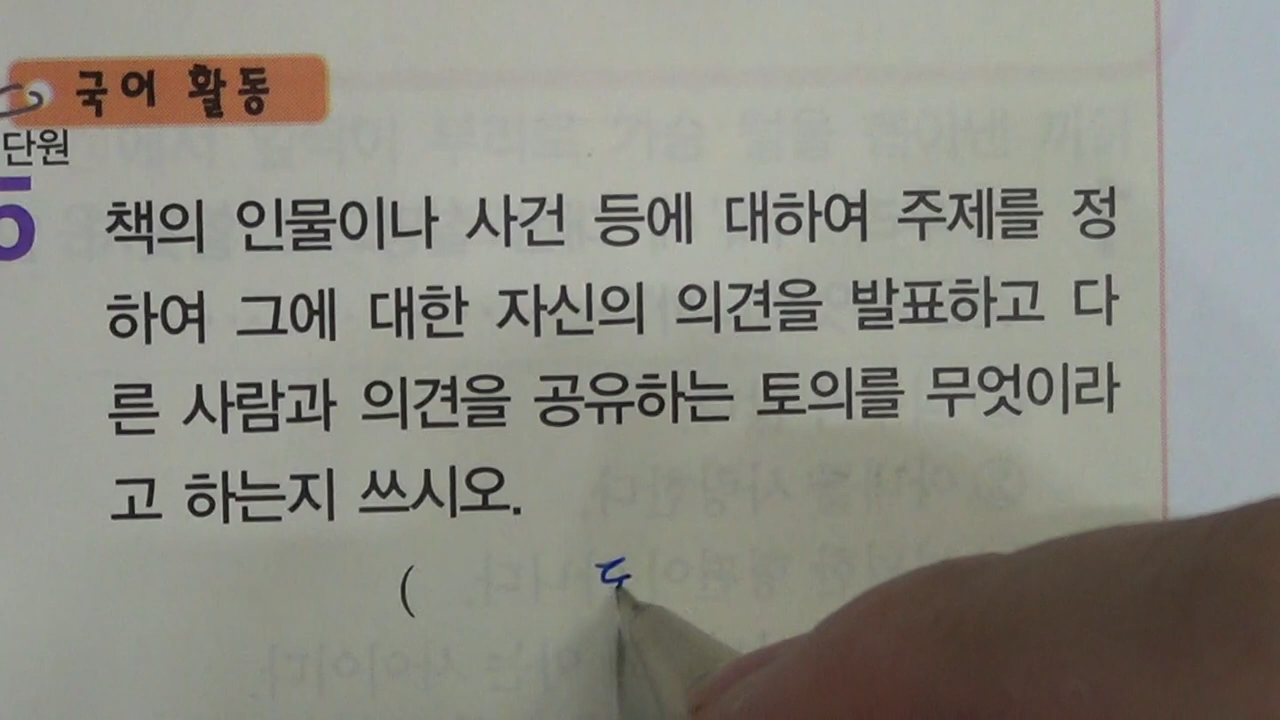 국어 활동
단원
5
책의 인물이나 사건 등에 대하여 주제를 정
하여 그에 대한 자신의 의견을 발표하고 다
른 사람과 의견을 공유하는 토의를 무엇이라
고 하는지 쓰시오.
(